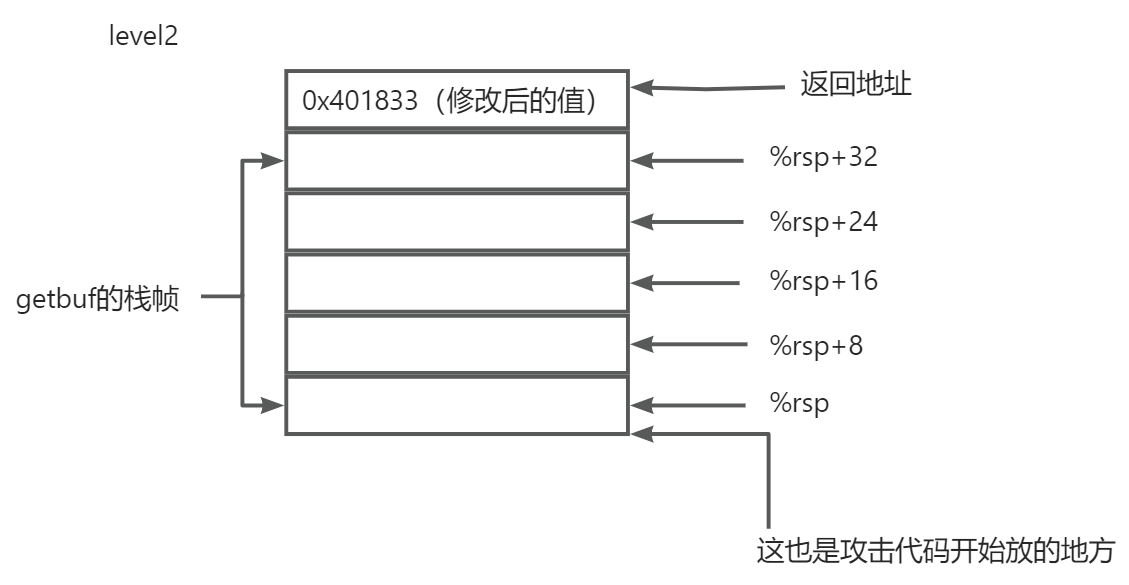 level2
0x401833（修改后的值）
返回地址
%rsp+32
%rsp+24
%rsp+16
getbuf的栈帧
%rsp+8
%rsp
这也是攻击代码开始放的地方